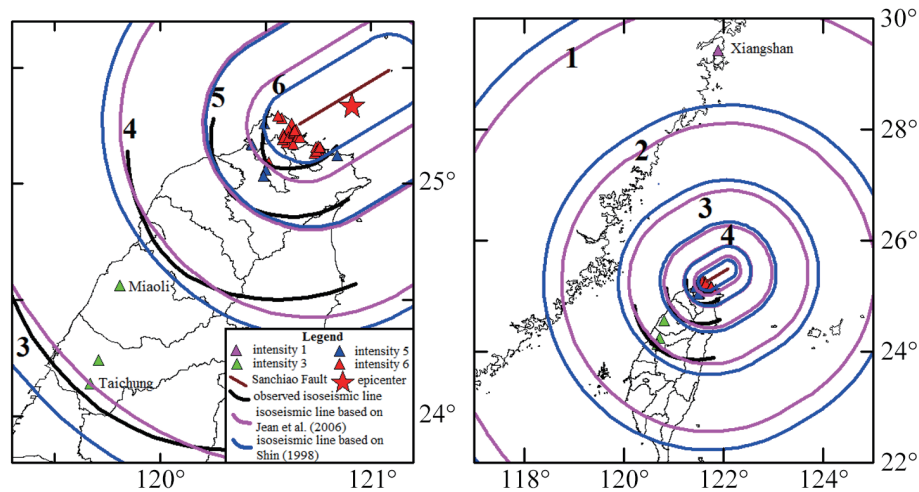 6
5
4
3
25°
24°
120°
121°
Miaoli
Taichung
Legend
intensity 1
intensity 5
intensity 3
intensity 6
Sanchiao Fault
epicenter
observed isoseismic line
isoseismic line based on
Jean et al. (2006)
isoseismic line based on
Shin (1998)
30°
28°
26°
24°
22°
118°
120°
122°
124°
1
2
3
4
Xiangshan